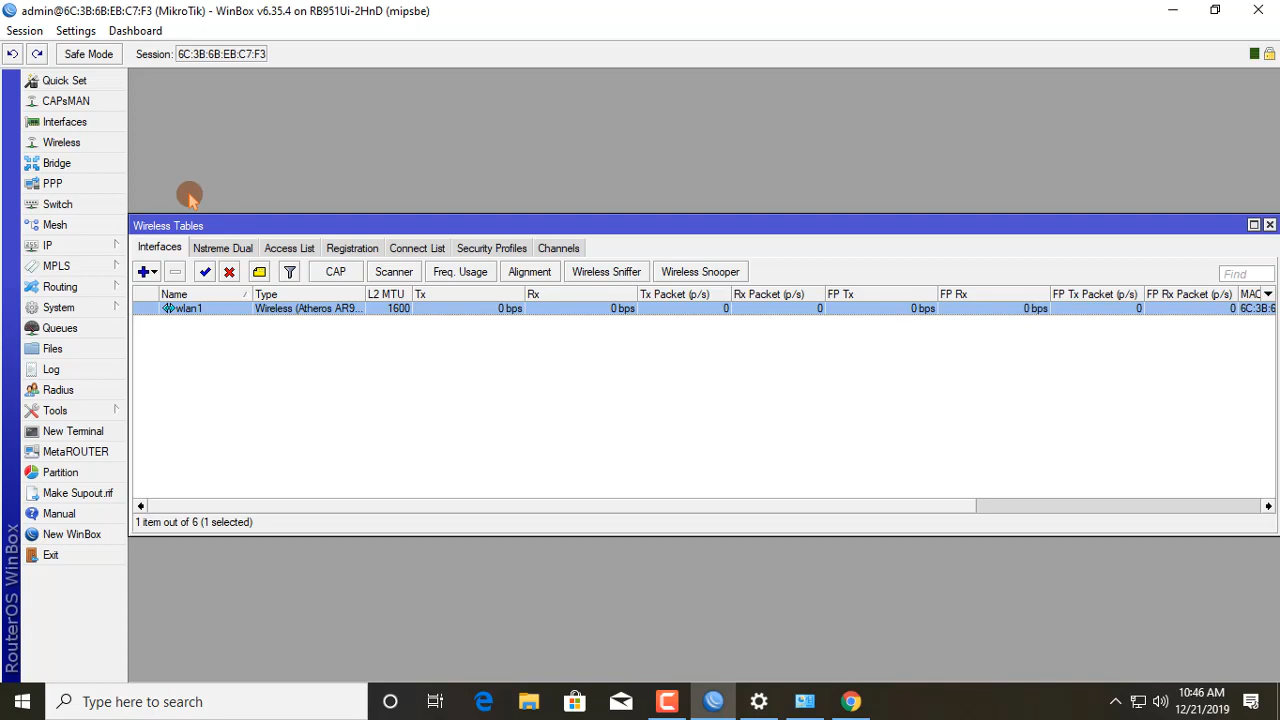 admin@6C:3B:6B:EB:C7:F3 (MikroTik) - WinBox v6.35.4 on RB951Ui-2HnD (mipsbe)
Session Settings Dashboard
Safe Mode Session: 6C:3B:6B:EB:C7:F3
Quick Set
CAPsMAN
Interfaces
Wireless
Bridge
PPP
Switch
Mesh
IP
MPLS
Routing
System
Queues
Files
Log
Radius
Tools
New Terminal
MetaROUTER
Partition
Make Supout.rif
Manual
New WinBox
Exit
RouterOS WinBox
Wireless Tables
Interfaces Nstreme Dual Access List Registration Connect List Security Profiles Channels
CAP Scanner Freq. Usage Alignment Wireless Sniffer Wireless Snooper Find
Name / Type L2 MTU Tx Rx Tx Packet (p/s) Rx Packet (p/s) FP Tx FP Rx FP Tx Packet (p/s) FP Rx Packet (p/s) MAC
wlan1 Wireless (Atheros AR9... 1600 0 bps 0 bps 0 0 0 bps 0 bps 0 0 6C:3B:6
1 item out of 6 (1 selected)
Type here to search
10:46 AM
12/21/2019